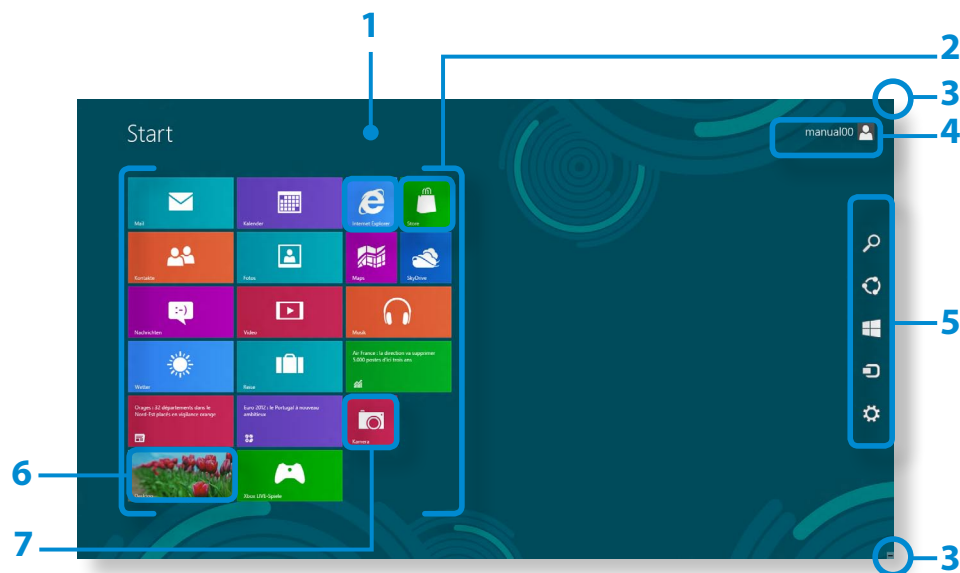 1
2
3
Start
manual00
4
Mail
Kalender
Internet Explorer
Store
Kontakte
Fotos
Maps
SkyDrive
5
Nachrichten
Video
Musik
Air France : la direction va supprimer
5.000 postes d'ici trois ans
Wetter
Reise
Orages : 32 départements dans le
Nord-Est placés en vigilance orange
Euro 2012 : le Portugal à nouveau
ambitieux
Kamera
6
Desktop
Xbox LIVE-Spiele
7
3